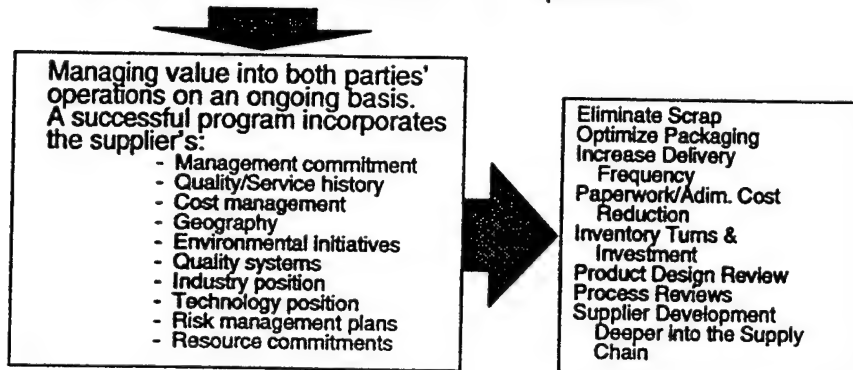 Managing value into both parties'
operations on an ongoing basis.
A successful program incorporates
the supplier's:
- Management commitment
- Quality/Service history
- Cost management
- Geography
- Environmental initiatives
- Quality systems
- Industry position
- Technology position
- Risk management plans
- Resource commitments
Eliminate Scrap
Optimize Packaging
Increase Delivery
Frequency
Paperwork/Adim. Cost
Reduction
Inventory Turns &
Investment
Product Design Review
Process Reviews
Supplier Development
Deeper into the Supply
Chain